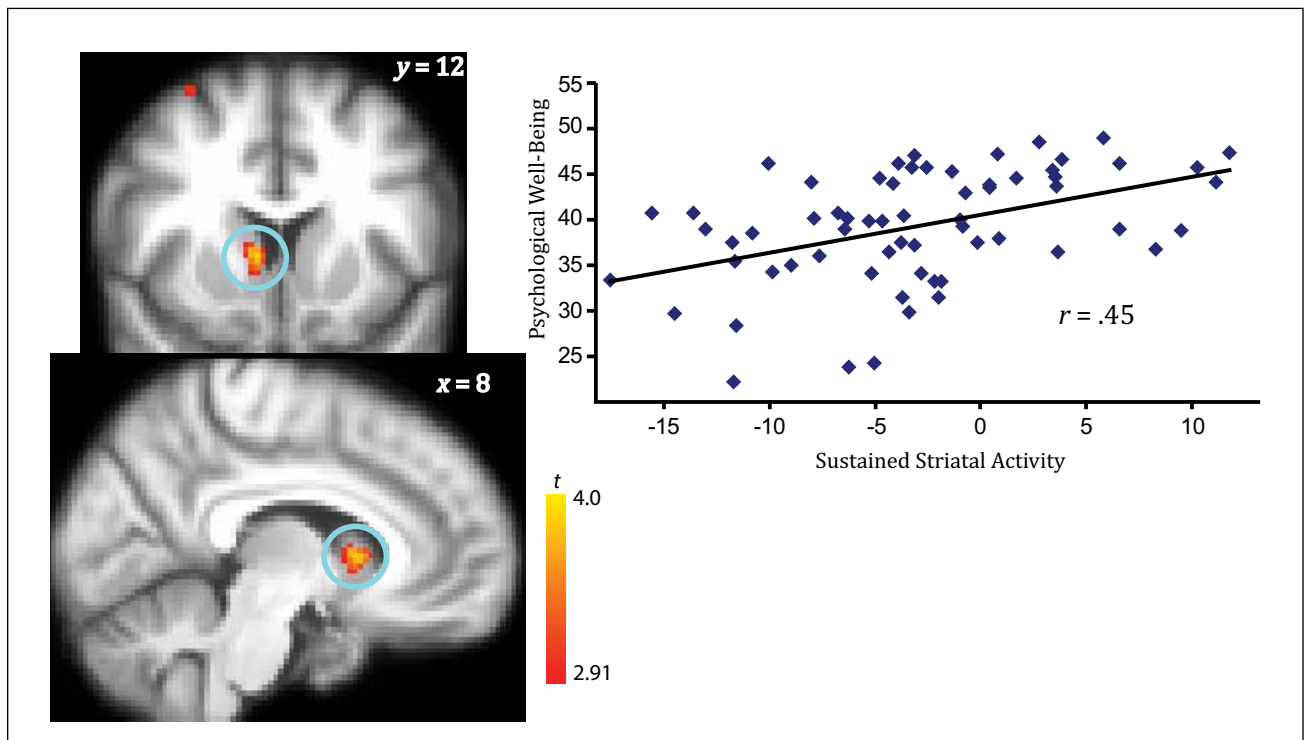 y = 12
x = 8
t
4.0
2.91
Psychological Well-Being
55
50
45
40
35
30
25
-15 -10 -5 0 5 10
Sustained Striatal Activity
r = .45